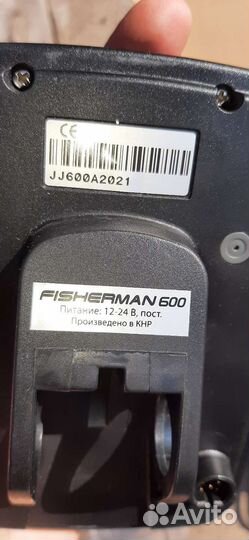 CE
JJ600A2021
FISHERMAN 600
Питание: 12-24 В, пост.
Произведено в КНР
Avito